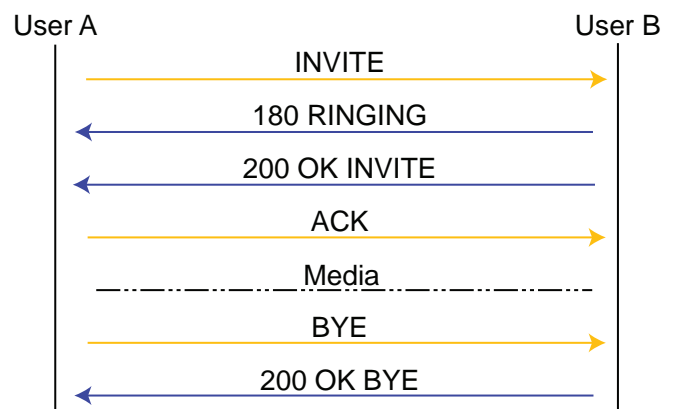 User A
User B
INVITE
180 RINGING
200 OK INVITE
ACK
Media
BYE
200 OK BYE